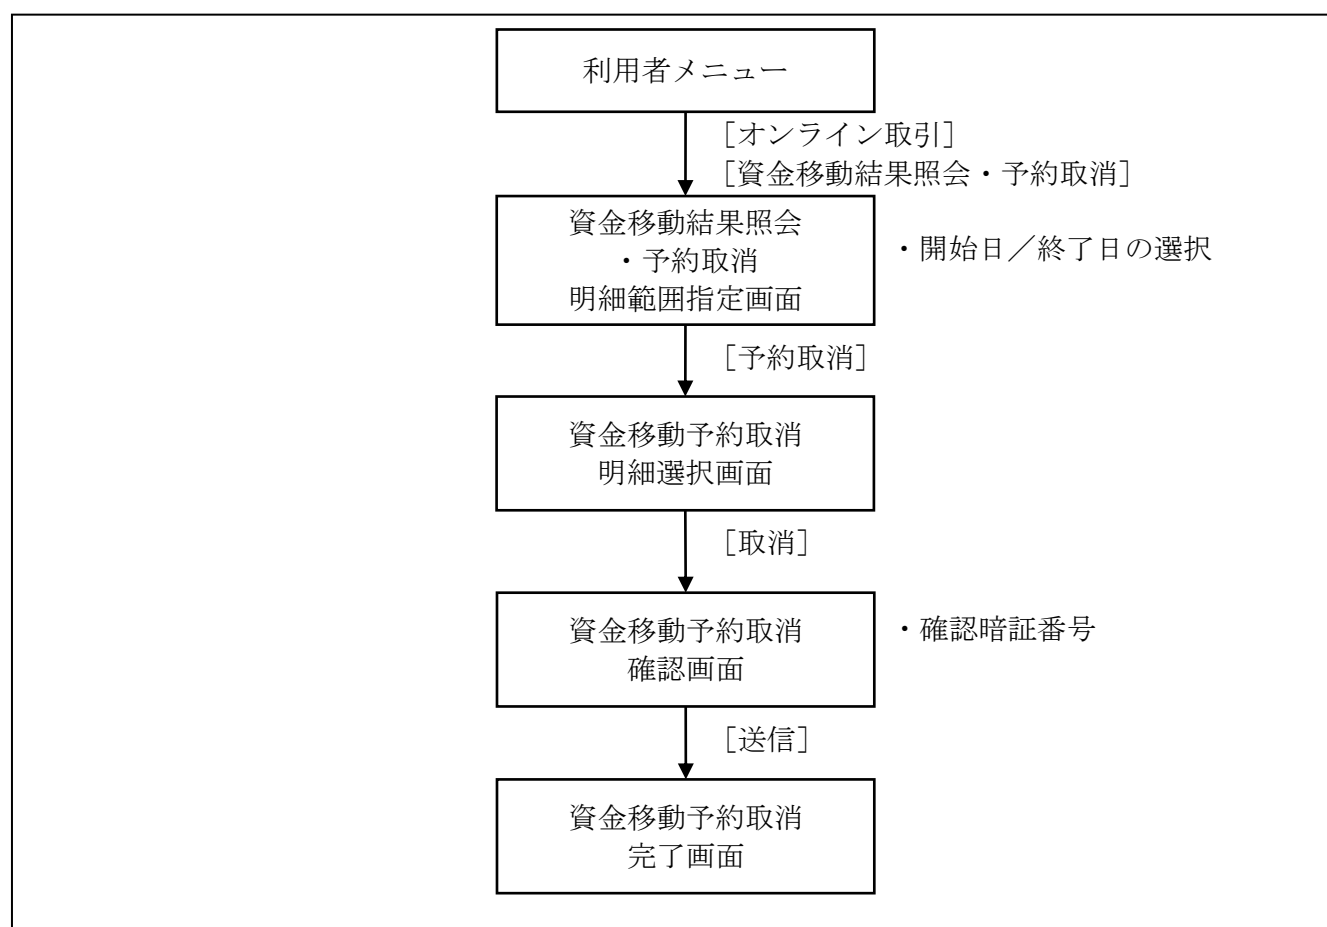 利用者メニュー
［オンライン取引］
［資金移動結果照会・予約取消］
資金移動結果照会
・予約取消
明細範囲指定画面
・開始日／終了日の選択
［予約取消］
資金移動予約取消
明細選択画面
［取消］
資金移動予約取消
確認画面
・確認暗証番号
［送信］
資金移動予約取消
完了画面